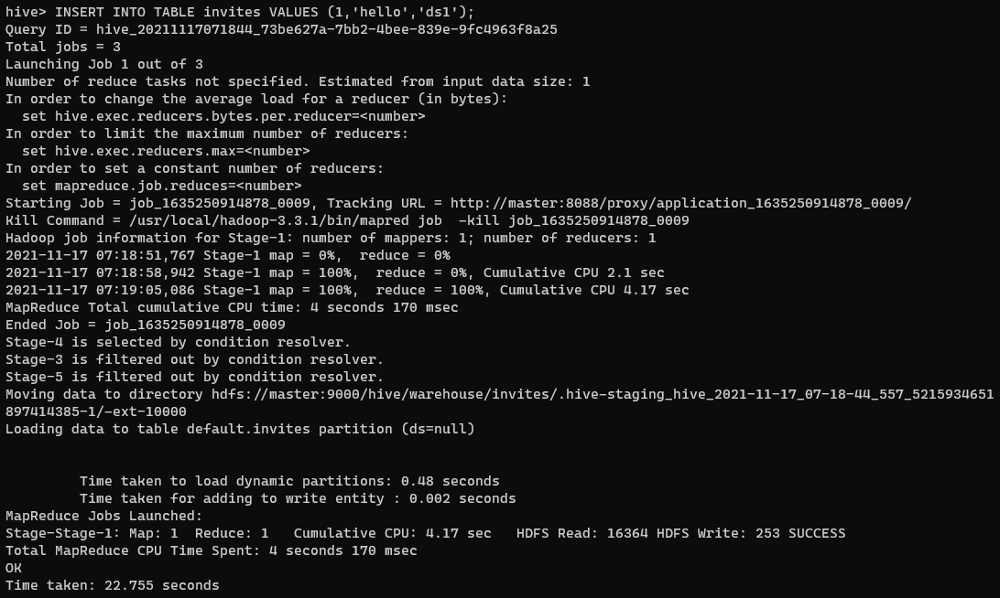 hive> INSERT INTO TABLE invites VALUES (1,'hello','ds1');
Query ID = hive_20211117071844_73be627a-7bb2-4bee-839e-9fc4963f8a25
Total jobs = 3
Launching Job 1 out of 3
Number of reduce tasks not specified. Estimated from input data size: 1
In order to change the average load for a reducer (in bytes):
  set hive.exec.reducers.bytes.per.reducer=<number>
In order to limit the maximum number of reducers:
  set hive.exec.reducers.max=<number>
In order to set a constant number of reducers:
  set mapreduce.job.reduces=<number>
Starting Job = job_1635250914878_0009, Tracking URL = http://master:8088/proxy/application_1635250914878_0009/
Kill Command = /usr/local/hadoop-3.3.1/bin/mapred job  -kill job_1635250914878_0009
Hadoop job information for Stage-1: number of mappers: 1; number of reducers: 1
2021-11-17 07:18:51,767 Stage-1 map = 0%,  reduce = 0%
2021-11-17 07:18:58,942 Stage-1 map = 100%,  reduce = 0%, Cumulative CPU 2.1 sec
2021-11-17 07:19:05,086 Stage-1 map = 100%,  reduce = 100%, Cumulative CPU 4.17 sec
MapReduce Total cumulative CPU time: 4 seconds 170 msec
Ended Job = job_1635250914878_0009
Stage-4 is selected by condition resolver.
Stage-3 is filtered out by condition resolver.
Stage-5 is filtered out by condition resolver.
Moving data to directory hdfs://master:9000/hive/warehouse/invites/.hive-staging_hive_2021-11-17_07-18-44_557_5215934651
897414385-1/-ext-10000
Loading data to table default.invites partition (ds=null)
         Time taken to load dynamic partitions: 0.48 seconds
         Time taken for adding to write entity : 0.002 seconds
MapReduce Jobs Launched:
Stage-Stage-1: Map: 1  Reduce: 1   Cumulative CPU: 4.17 sec   HDFS Read: 16364 HDFS Write: 253 SUCCESS
Total MapReduce CPU Time Spent: 4 seconds 170 msec
OK
Time taken: 22.755 seconds